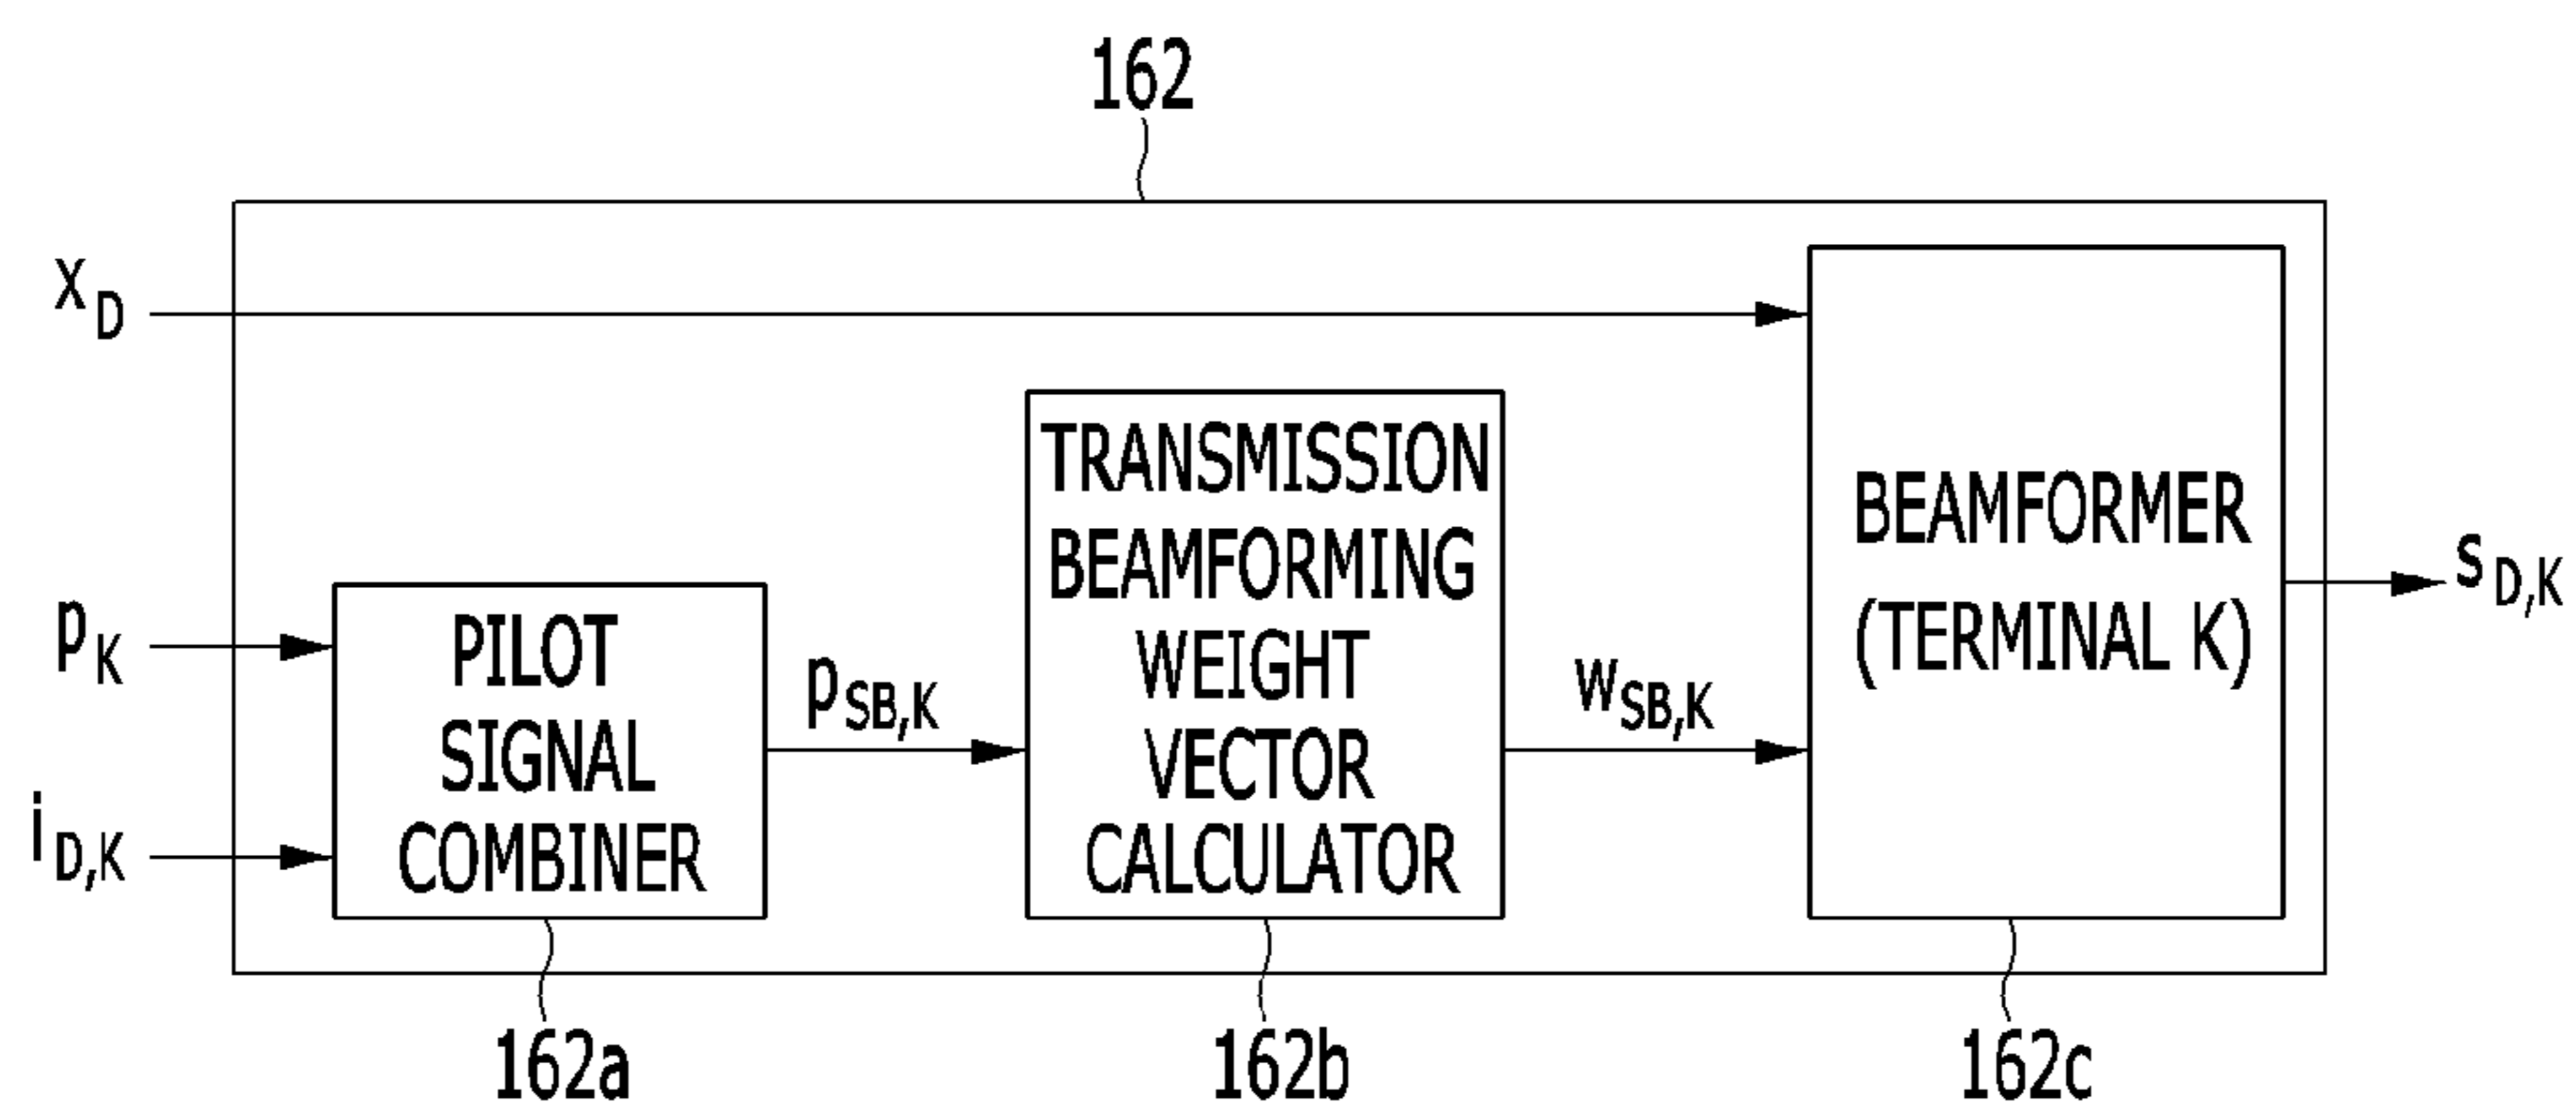 162
x_D
p_K
i_D,K
PILOT
SIGNAL
COMBINER
p_SB,K
TRANSMISSION
BEAMFORMING
WEIGHT
VECTOR
CALCULATOR
w_SB,K
BEAMFORMER
(TERMINAL K)
s_D,K
162a
162b
162c